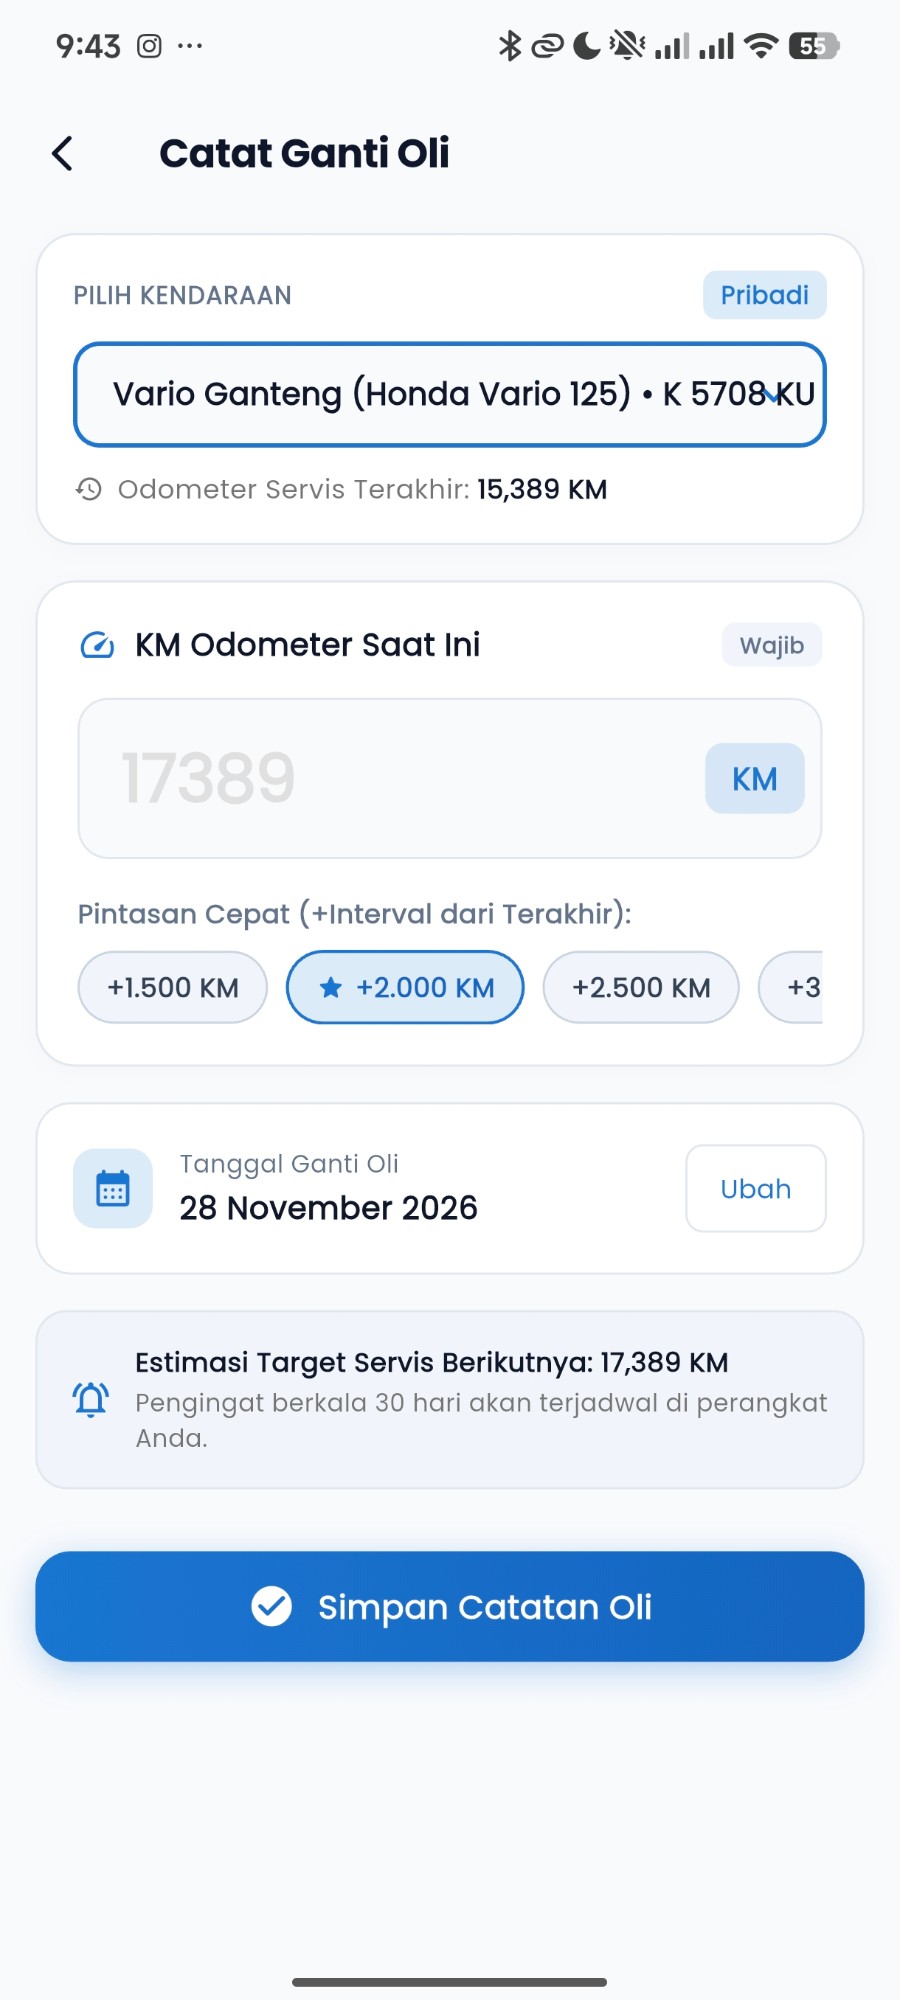 9:43
55
Catat Ganti Oli
PILIH KENDARAAN
Pribadi
Vario Ganteng (Honda Vario 125) • K 5708 KU
Odometer Servis Terakhir: 15,389 KM
KM Odometer Saat Ini
Wajib
17389
KM
Pintasan Cepat (+Interval dari Terakhir):
+1.500 KM
+2.000 KM
+2.500 KM
+3
Tanggal Ganti Oli
28 November 2026
Ubah
Estimasi Target Servis Berikutnya: 17,389 KM
Pengingat berkala 30 hari akan terjadwal di perangkat
Anda.
Simpan Catatan Oli